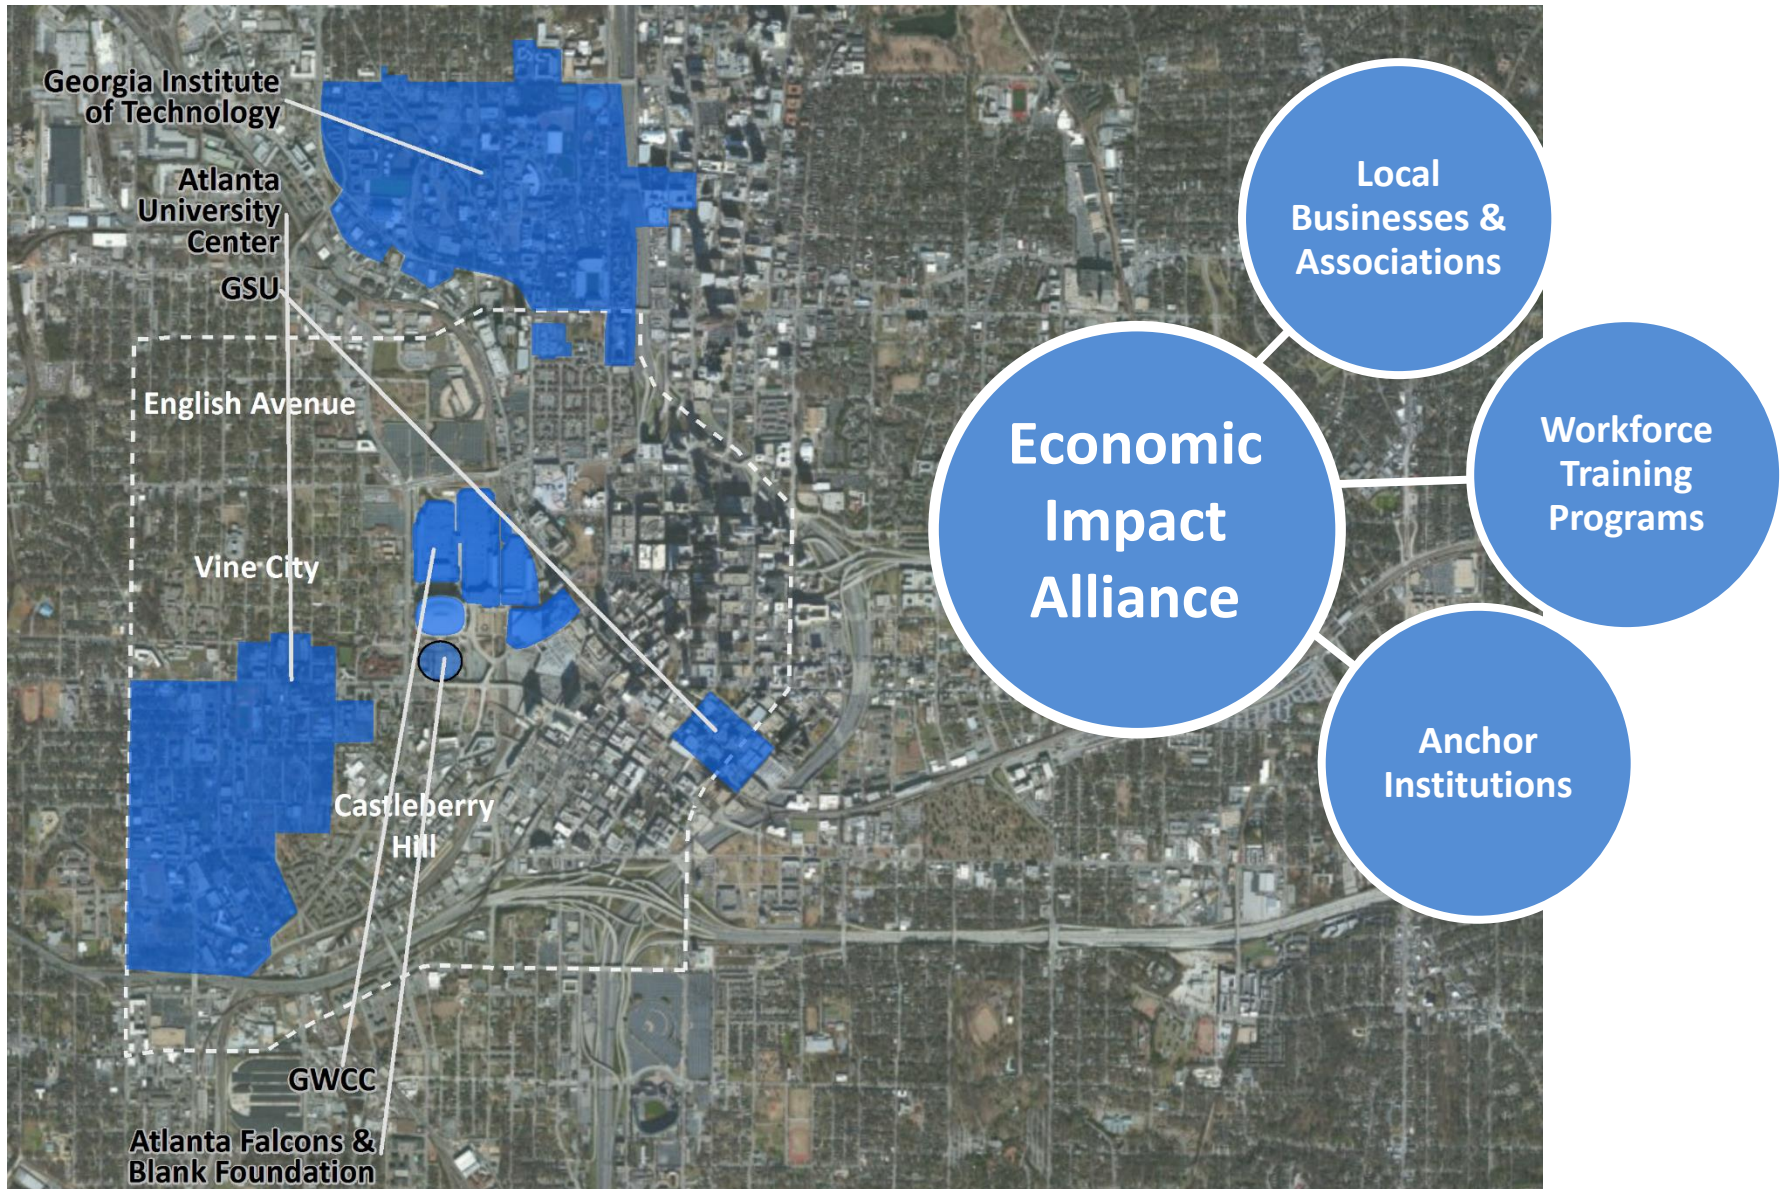 Georgia Institute
of Technology
Atlanta
University
Center
GSU
English Avenue
Vine City
Castleberry
Hill
GWCC
Atlanta Falcons &
Blank Foundation
Economic
Impact
Alliance
Local
Businesses &
Associations
Workforce
Training
Programs
Anchor
Institutions